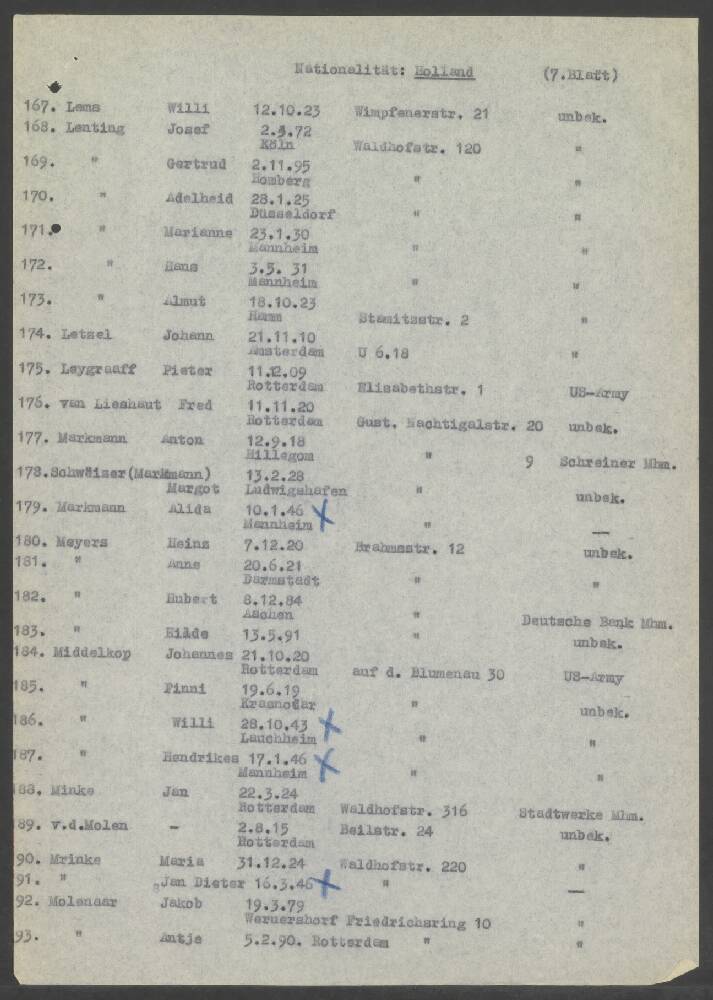 Nationalität: Holland (7.Blatt)
167. Lems Willi 12.10.23 Wimpfenerstr. 21 unbek.
168. Lenting Josef 2.5.72
Köln Waldhofstr. 120 "
169. " Gertrud 2.11.95
Homberg " "
170. " Adelheid 28.1.25
Düsseldorf " "
171. " Marianne 23.1.30
Mannheim " "
172. " Hans 3.5. 31
Mannheim " "
173. " Almut 18.10.23
Hamm Stamitzstr. 2 "
174. Letzel Johann 21.11.10
Amsterdam U 6.18 "
175. Leygraaff Pieter 11.12.09
Rotterdam Elisabethstr. 1 US-Army
176. van Lieshaut Fred 11.11.20
Rotterdam Gust. Nachtigalstr. 20 unbek.
177. Markmann Anton 12.9.18
Hillegom " 9 Schreiner Mhm.
178. Schweizer (Markmann) 13.2.28
Margot Ludwigshafen " unbek.
179. Markmann Alida 10.1.46
Mannheim " —
180. Meyers Heinz 7.12.20 Brahmsstr. 12 unbek.
181. " Anne 20.6.21
Darmstadt " "
182. " Hubert 8.12.84
Aachen " Deutsche Bank Mhm.
183. " Hilde 13.5.91 " unbek.
184. Middelkop Johannes 21.10.20
Rotterdam auf d. Blumenau 30 US-Army
185. " Finni 19.6.19
Krasnodar " unbek.
186. " Willi 28.10.43
Lauchheim " "
187. " Hendrikes 17.1.46
Mannheim " "
188. Minke Jan 22.3.24
Rotterdam Waldhofstr. 316 Stadtwerke Mhm.
89. v.d.Molen - 2.8.15 Beilstr. 24 unbek.
Rotterdam
90. Mrinke Maria 31.12.24 Waldhofstr. 220 "
91. " Jan Dieter 16.3.46 " —
92. Molenaar Jakob 19.3.79
Wervershorf Friedrichsring 10 "
93. " Antje 5.2.90. Rotterdam " "